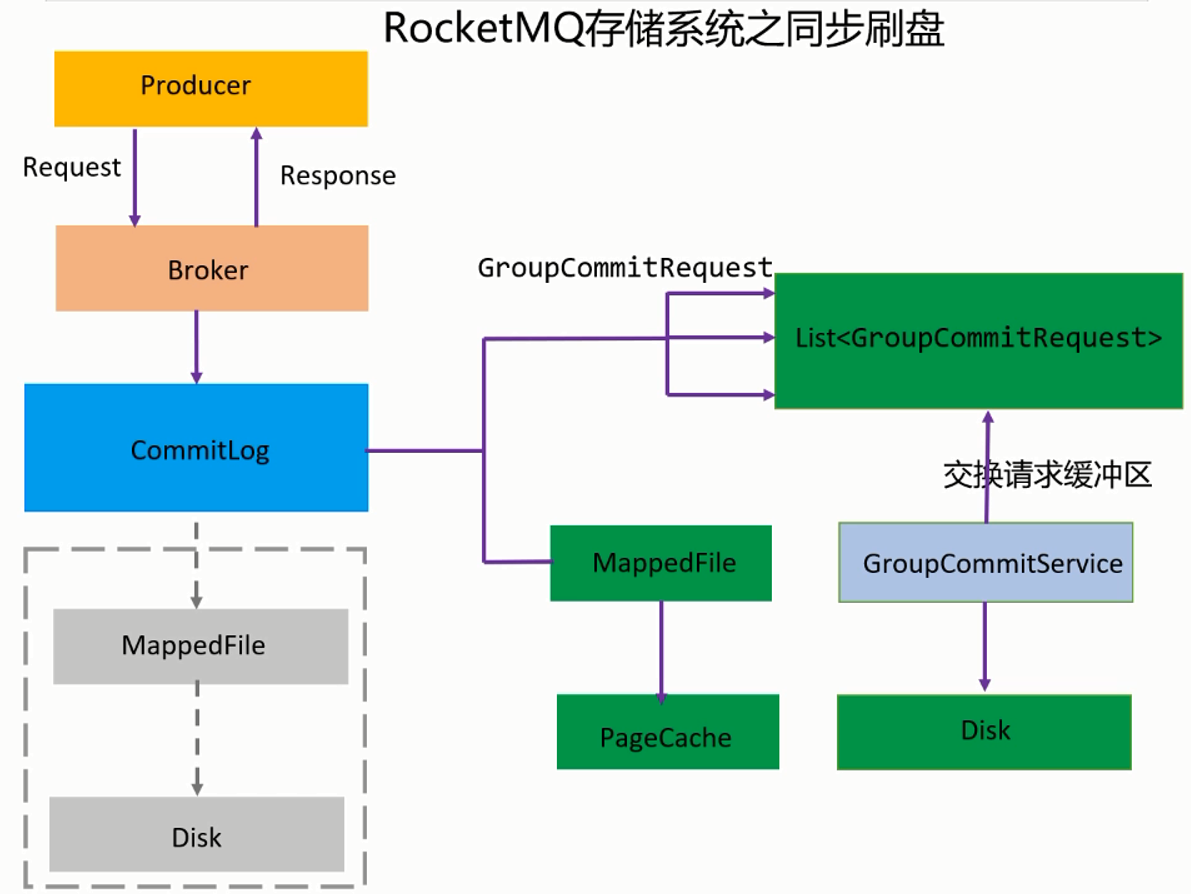 RocketMQ存储系统之同步刷盘
Producer
Request
Response
Broker
GroupCommitRequest
List<GroupCommitRequest>
CommitLog
交换请求缓冲区
MappedFile
GroupCommitService
MappedFile
PageCache
Disk
Disk